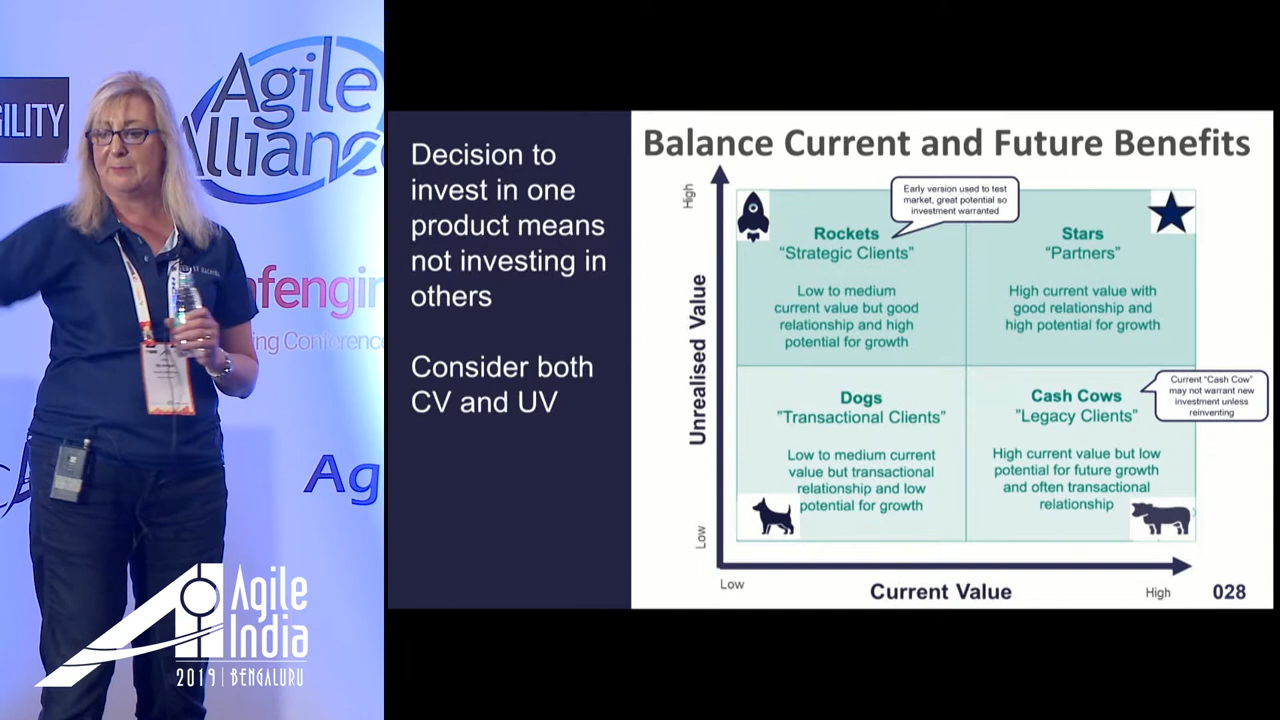 GILITY
Agile
Alliance
afengin
ing Conference
Ag
Agile
India
2019 | BENGALURU
Decision to
invest in one
product means
not investing in
others
Consider both
CV and UV
Balance Current and Future Benefits
High
Early version used to test
market, great potential so
investment warranted
Rockets
“Strategic Clients”
Low to medium
current value but good
relationship and high
potential for growth
Stars
“Partners”
High current value with
good relationship and
high potential for growth
Unrealised Value
Dogs
"Transactional Clients”
Low to medium current
value but transactional
relationship and low
potential for growth
Current “Cash Cow”
may not warrant new
investment unless
reinventing
Cash Cows
"Legacy Clients”
High current value but low
potential for future growth
and often transactional
relationship
Low
Low
Current Value
High
028